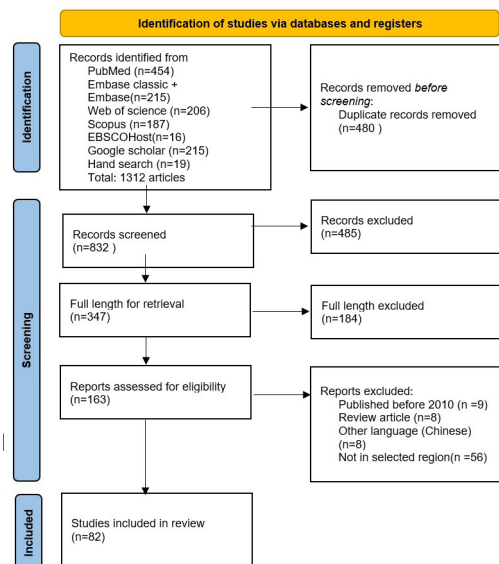 Identification of studies via databases and registers
Identification
Records identified from
PubMed (n=454)
Embase classic +
Embase(n=215)
Web of science (n=206)
Scopus (n=187)
EBSCOHost(n=16)
Google scholar (n=215)
Hand search (n=19)
Total: 1312 articles
Records removed before
screening:
Duplicate records removed
(n=480 )
Screening
Records screened
(n=832 )
Records excluded
(n=485)
Full length for retrieval
(n=347)
Full length excluded
(n=184)
Reports assessed for eligibility
(n=163)
Reports excluded:
Published before 2010 (n =9)
Review article (n=8)
Other language (Chinese)
(n=8)
Not in selected region(n =56)
Included
Studies included in review
(n=82)